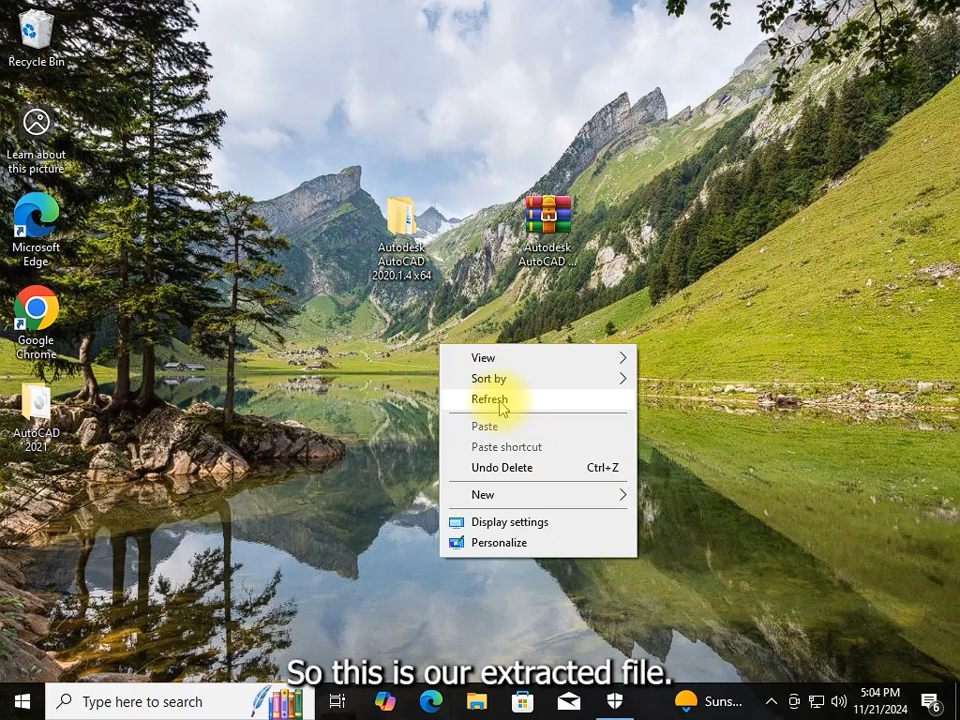 Recycle Bin
Learn about
this picture
Microsoft
Edge
Google
Chrome
AutoCAD
2021
Autodesk
AutoCAD
2020.1.4 x64
Autodesk
AutoCAD ...
View
Sort by
Refresh
Paste
Paste shortcut
Undo Delete Ctrl+Z
New
Display settings
Personalize
So this is our extracted file.
Type here to search
Suns...
5:04 PM
11/21/2024
6